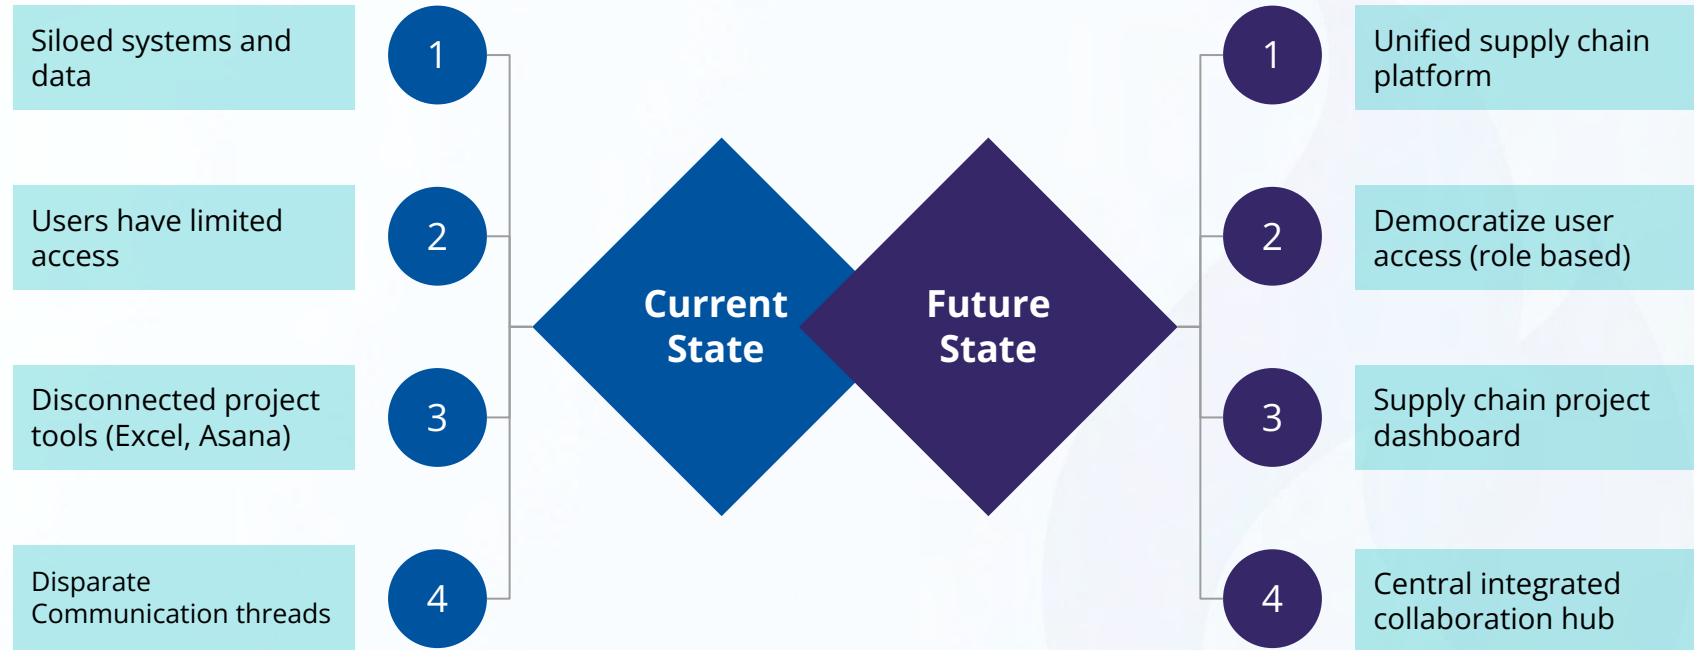 Siloed systems and
data
1
Users have limited
access
2
Disconnected project
tools (Excel, Asana)
3
Disparate
Communication threads
4
Current
State
Future
State
1
Unified supply chain
platform
2
Democratize user
access (role based)
3
Supply chain project
dashboard
4
Central integrated
collaboration hub